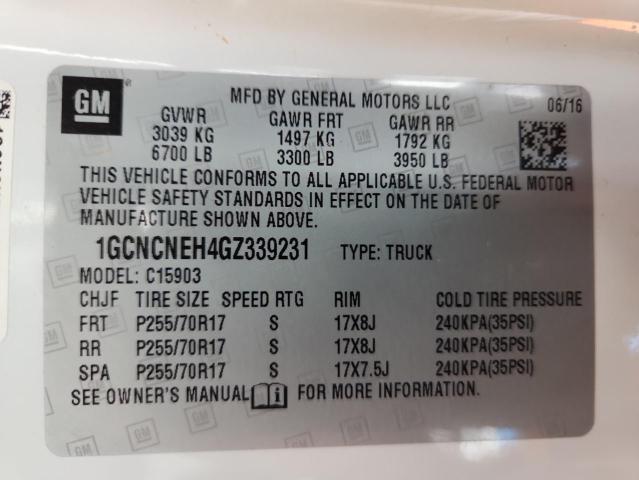 GM
MFD BY GENERAL MOTORS LLC 06/16
GVWR GAWR FRT GAWR RR
3039 KG 1497 KG 1792 KG
6700 LB 3300 LB 3950 LB
THIS VEHICLE CONFORMS TO ALL APPLICABLE U.S. FEDERAL MOTOR
VEHICLE SAFETY STANDARDS IN EFFECT ON THE DATE OF
MANUFACTURE SHOWN ABOVE.
1GCNCNEH4GZ339231 TYPE: TRUCK
MODEL: C15903
CHJF TIRE SIZE SPEED RTG RIM COLD TIRE PRESSURE
FRT P255/70R17 S 17X8J 240KPA(35PSI)
RR P255/70R17 S 17X8J 240KPA(35PSI)
SPA P255/70R17 S 17X7.5J 240KPA(35PSI)
SEE OWNER'S MANUAL FOR MORE INFORMATION.